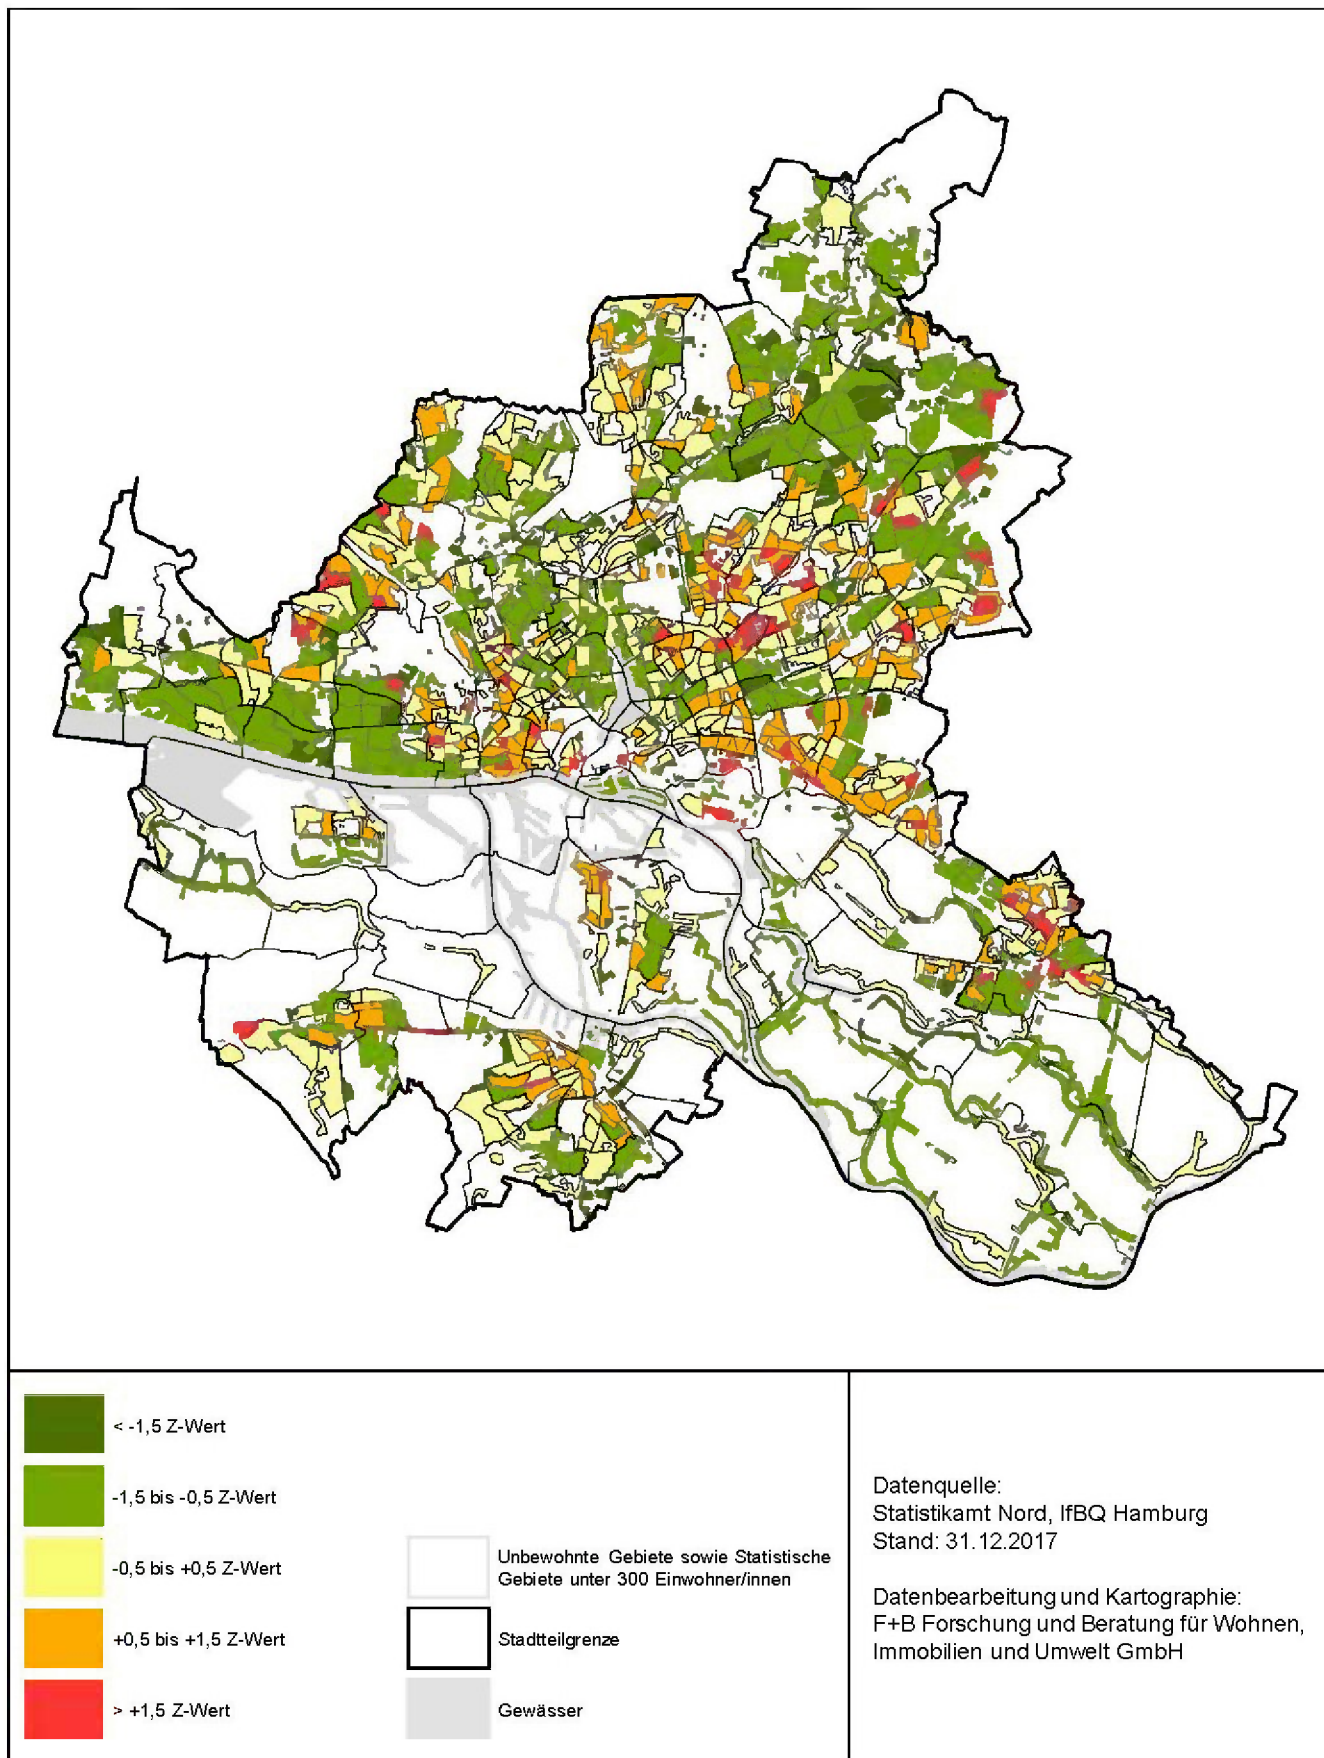 < -1,5 Z-Wert
-1,5 bis -0,5 Z-Wert
-0,5 bis +0,5 Z-Wert
+0,5 bis +1,5 Z-Wert
> +1,5 Z-Wert
Unbewohnte Gebiete sowie Statistische
Gebiete unter 300 Einwohner/innen
Stadtteilgrenze
Gewässer
Datenquelle:
Statistikamt Nord, IfBQ Hamburg
Stand: 31.12.2017
Datenbearbeitung und Kartographie:
F+B Forschung und Beratung für Wohnen,
Immobilien und Umwelt GmbH